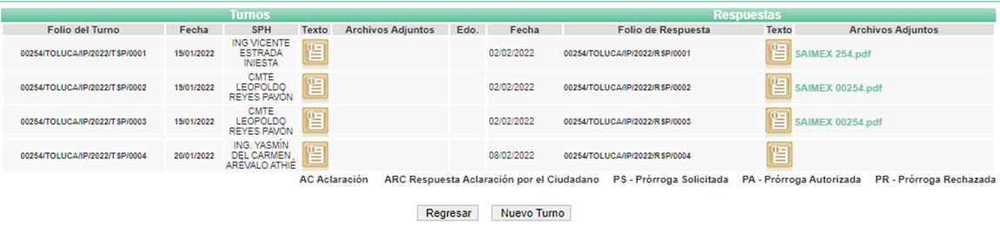 Turnos Respuestas
Folio del Turno Fecha SPH Texto Archivos Adjuntos Edo. Fecha Folio de Respuesta Texto Archivos Adjuntos
00254/TOLUCA/IP/2022/TSP/0001 19/01/2022 ING VICENTE ESTRADA INIESTA 02/02/2022 00254/TOLUCA/IP/2022/RSP/0001 SAIMEX 254.pdf
00254/TOLUCA/IP/2022/TSP/0002 19/01/2022 CMTE LEOPOLDO REYES PAVÓN 02/02/2022 00254/TOLUCA/IP/2022/RSP/0002 SAIMEX 00254.pdf
00254/TOLUCA/IP/2022/TSP/0003 19/01/2022 CMTE LEOPOLDO REYES PAVÓN 02/02/2022 00254/TOLUCA/IP/2022/RSP/0003 SAIMEX 00254.pdf
00254/TOLUCA/IP/2022/TSP/0004 20/01/2022 ING. YASMÍN DEL CARMEN ARÉVALO ATHIÉ 08/02/2022 00254/TOLUCA/IP/2022/RSP/0004
AC Aclaración ARC Respuesta Aclaración por el Ciudadano PS - Prórroga Solicitada PA - Prórroga Autorizada PR - Prórroga Rechazada
Regresar Nuevo Turno